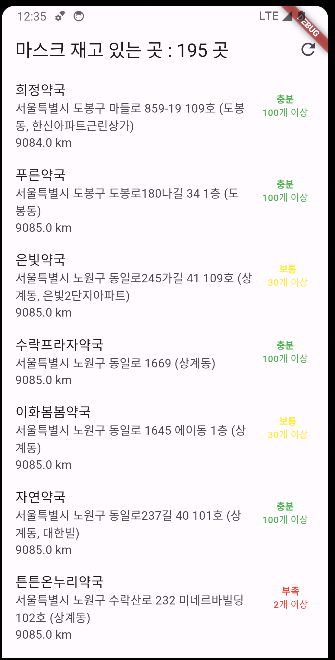 12:35 LTE
DEBUG
마스크 재고 있는 곳 : 195 곳
희정약국
서울특별시 도봉구 마들로 859-19 109호 (도봉
동, 한신아파트근린상가)
9084.0 km
충분
100개 이상
푸른약국
서울특별시 도봉구 도봉로180나길 34 1층 (도
봉동)
9085.0 km
충분
100개 이상
은빛약국
서울특별시 노원구 동일로245가길 41 109호 (상
계동, 은빛2단지아파트)
9085.0 km
보통
30개 이상
수락프라자약국
서울특별시 노원구 동일로 1669 (상계동)
9085.0 km
충분
100개 이상
이화봄봄약국
서울특별시 노원구 동일로 1645 에이동 1층 (상
계동)
9085.0 km
보통
30개 이상
자연약국
서울특별시 노원구 동일로237길 40 101호 (상
계동, 대한빌)
9085.0 km
충분
100개 이상
튼튼온누리약국
서울특별시 노원구 수락산로 232 미네르바빌딩
102호 (상계동)
9085.0 km
부족
2개 이상